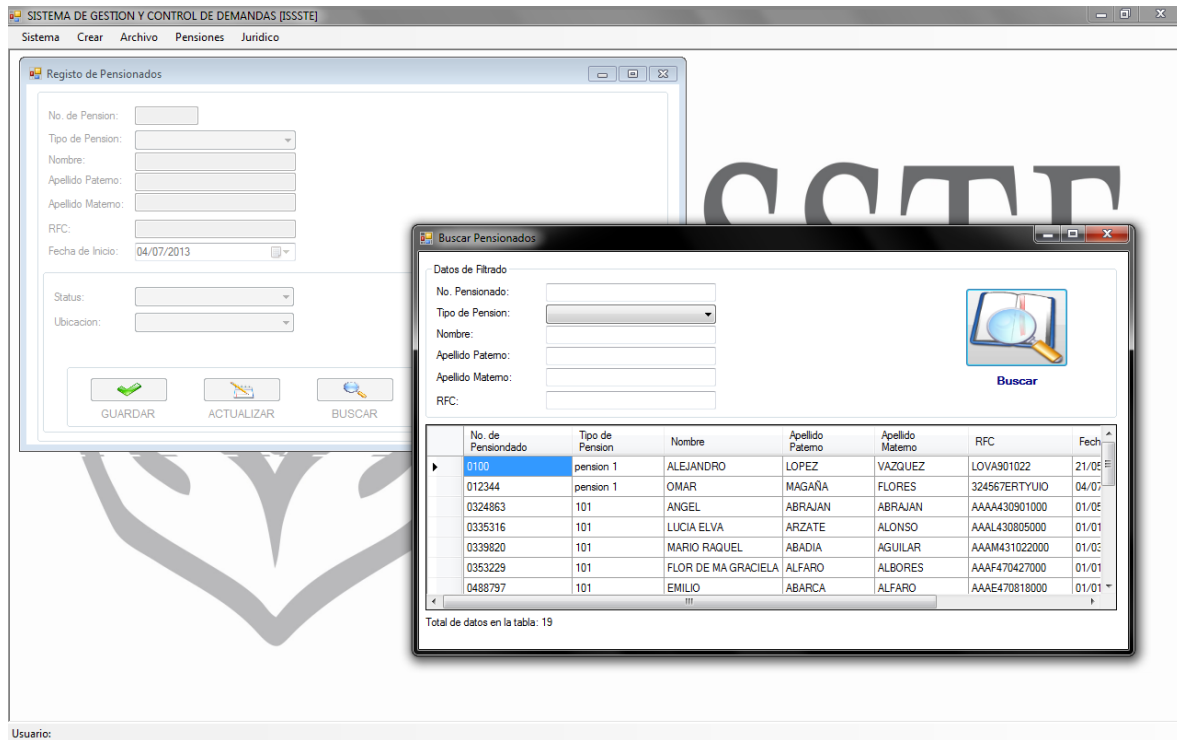 SISTEMA DE GESTION Y CONTROL DE DEMANDAS [ISSSTE]
Sistema Crear Archivo Pensiones Juridico
Registo de Pensionados
No. de Pension:
Tipo de Pension:
Nombre:
Apellido Paterno:
Apellido Materno:
RFC:
Fecha de Inicio: 04/07/2013
Status:
Ubicacion:
GUARDAR ACTUALIZAR BUSCAR
SSTE
Buscar Pensionados
Datos de Filtrado
No. Pensionado:
Tipo de Pension:
Nombre:
Apellido Paterno:
Apellido Materno:
RFC:
Buscar
No. de Pensiondado Tipo de Pension Nombre Apellido Paterno Apellido Materno RFC Fech
0100 pension 1 ALEJANDRO LOPEZ VAZQUEZ LOVA901022 21/05
012344 pension 1 OMAR MAGAÑA FLORES 324567ERTYUIO 04/07
0324863 101 ANGEL ABRAJAN ABRAJAN AAAA430901000 01/05
0335316 101 LUCIA ELVA ARZATE ALONSO AAAL430805000 01/01
0339820 101 MARIO RAQUEL ABADIA AGUILAR AAAM431022000 01/03
0353229 101 FLOR DE MA GRACIELA ALFARO ALBORES AAAF470427000 01/01
0488797 101 EMILIO ABARCA ALFARO AAAE470818000 01/01
Total de datos en la tabla: 19
Usuario: